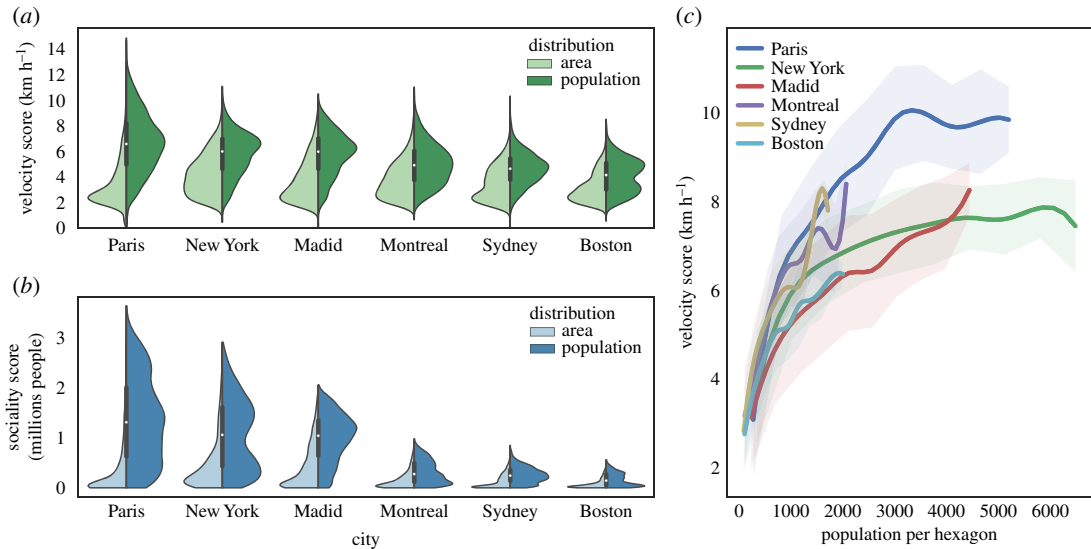 (a)
velocity score (km h⁻¹)
14
12
10
8
6
4
2
0
distribution
area
population
Paris New York Madid Montreal Sydney Boston
(b)
sociality score
(millions people)
3
2
1
0
distribution
area
population
Paris New York Madid Montreal Sydney Boston
city
(c)
velocity score (km h⁻¹)
10
8
6
4
2
Paris
New York
Madid
Montreal
Sydney
Boston
0 1000 2000 3000 4000 5000 6000
population per hexagon